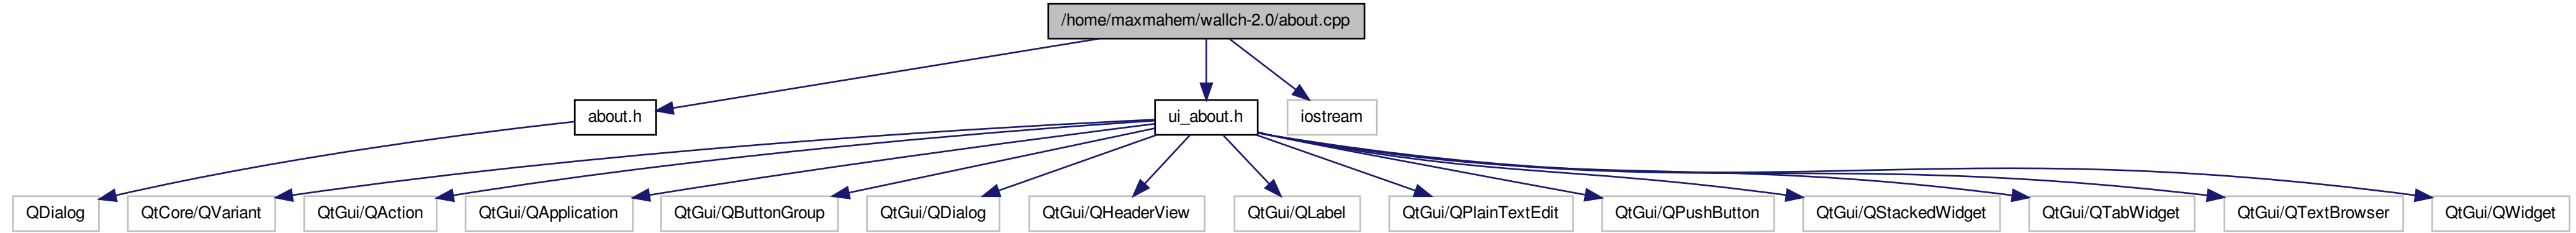 /home/maxmahem/wallch-2.0/about.cpp
about.h
ui_about.h
iostream
QDialog
QtCore/QVariant
QtGui/QAction
QtGui/QApplication
QtGui/QButtonGroup
QtGui/QDialog
QtGui/QHeaderView
QtGui/QLabel
QtGui/QPlainTextEdit
QtGui/QPushButton
QtGui/QStackedWidget
QtGui/QTabWidget
QtGui/QTextBrowser
QtGui/QWidget